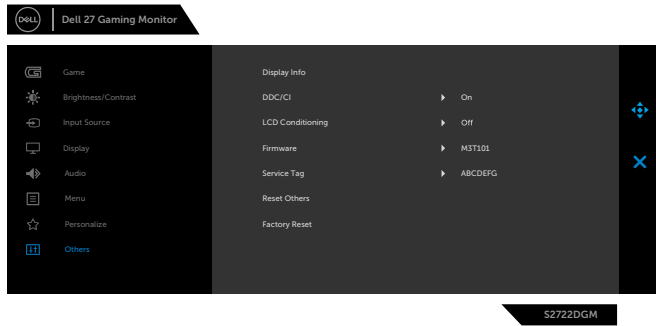 DELL Dell 27 Gaming Monitor
Game Display Info
Brightness/Contrast DDC/CI On
Input Source LCD Conditioning Off
Display Firmware M3T101
Audio Service Tag ABCDEFG
Menu Reset Others
Personalize Factory Reset
Others
S2722DGM